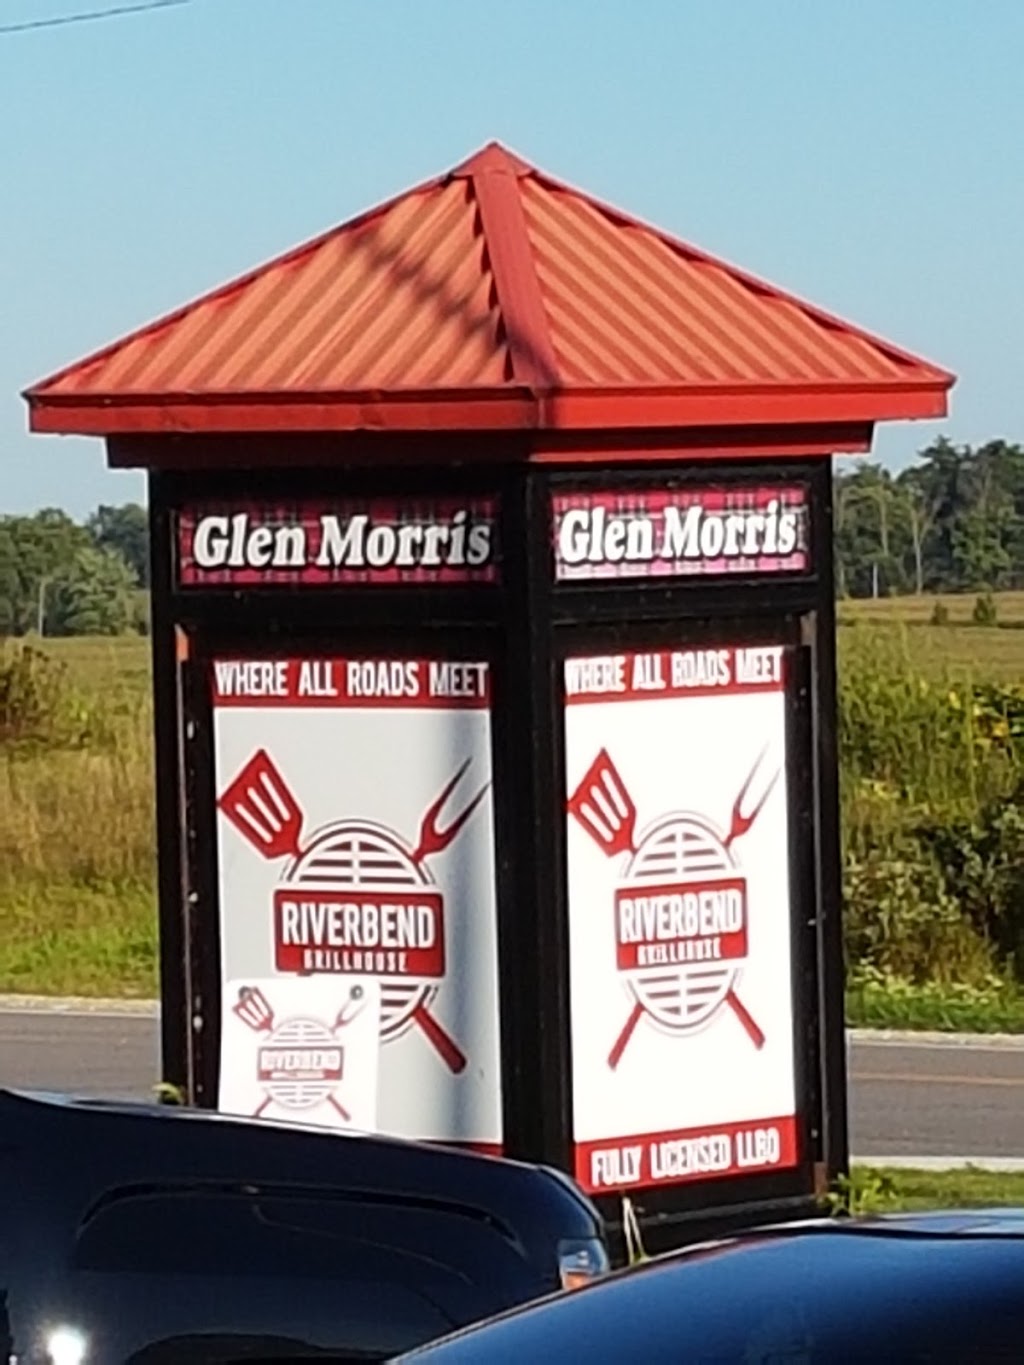 Glen Morris
WHERE ALL ROADS MEET
RIVERBEND
GRILLHOUSE
RIVERBEND
Glen Morris
WHERE ALL ROADS MEET
RIVERBEND
GRILLHOUSE
FULLY LICENSED LLBO